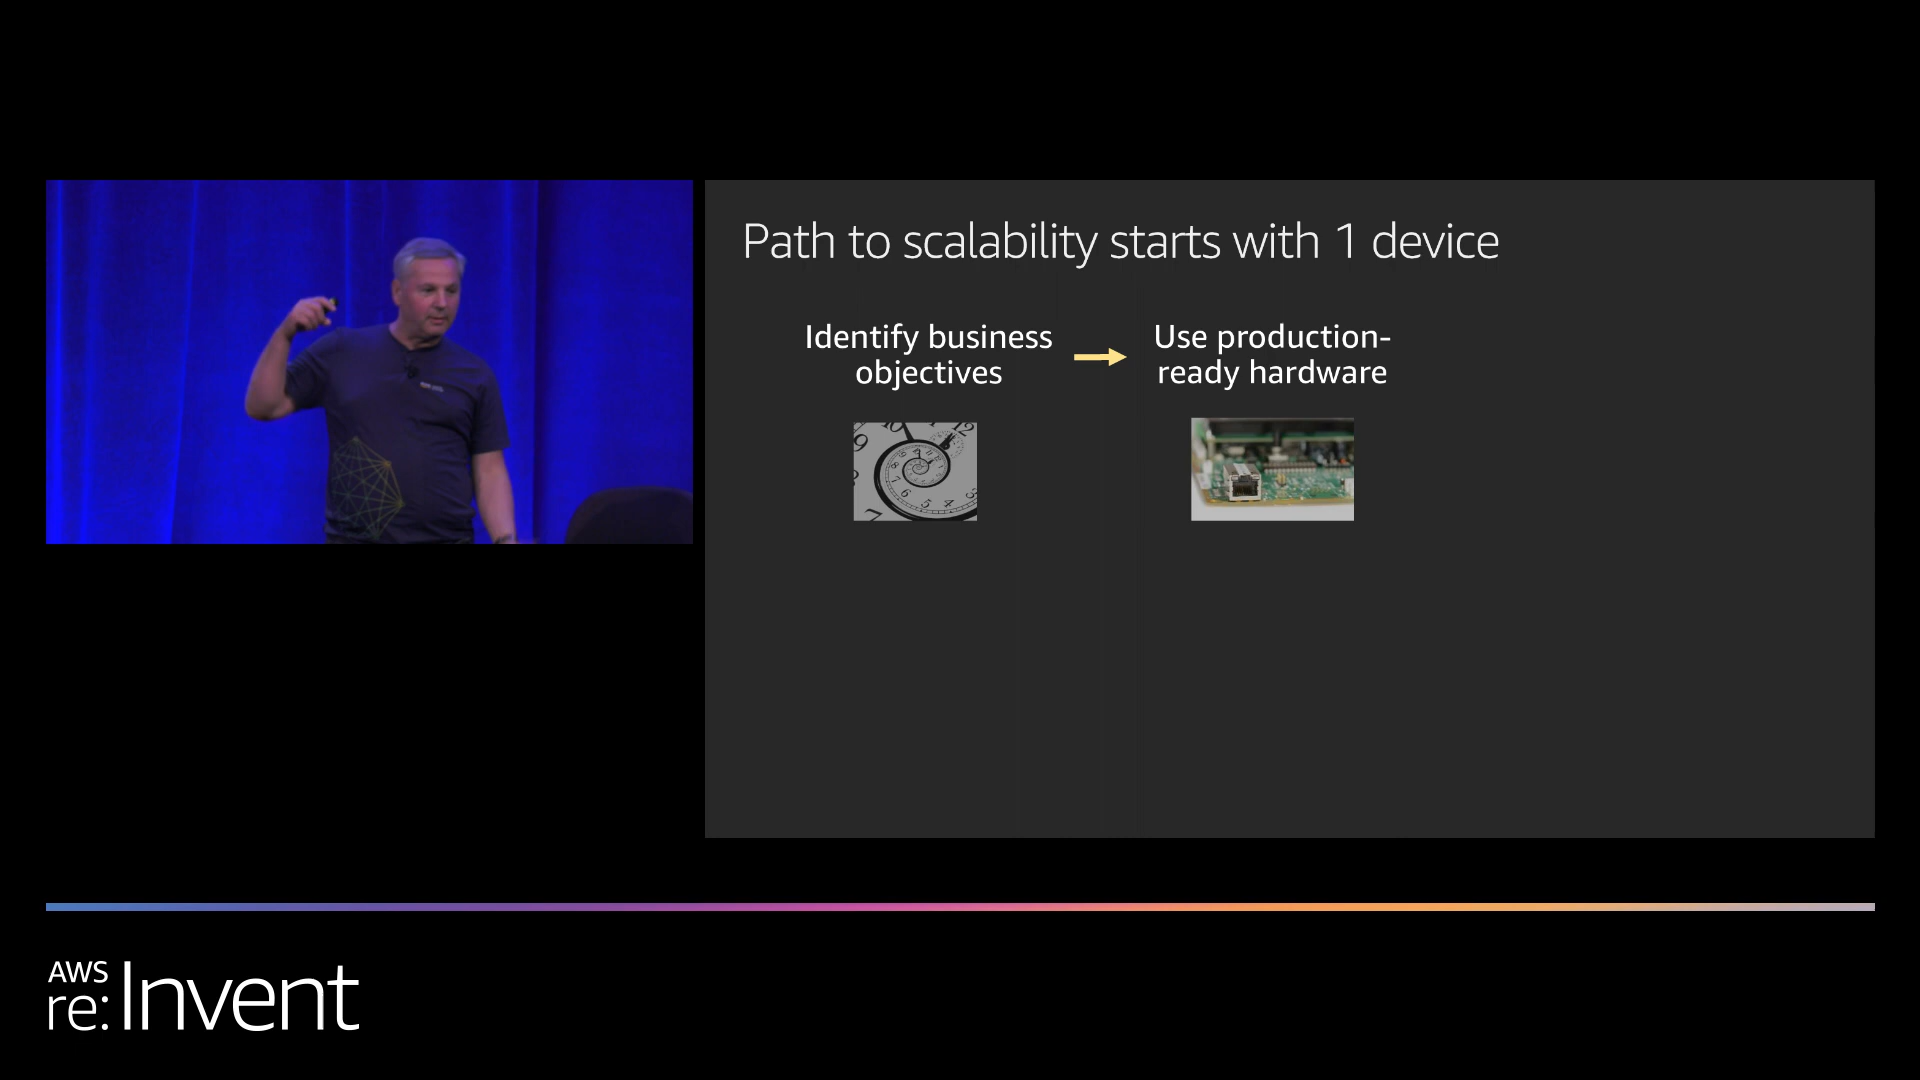 Path to scalability starts with 1 device
Identify business
objectives
Use production-
ready hardware
AWS
re:Invent